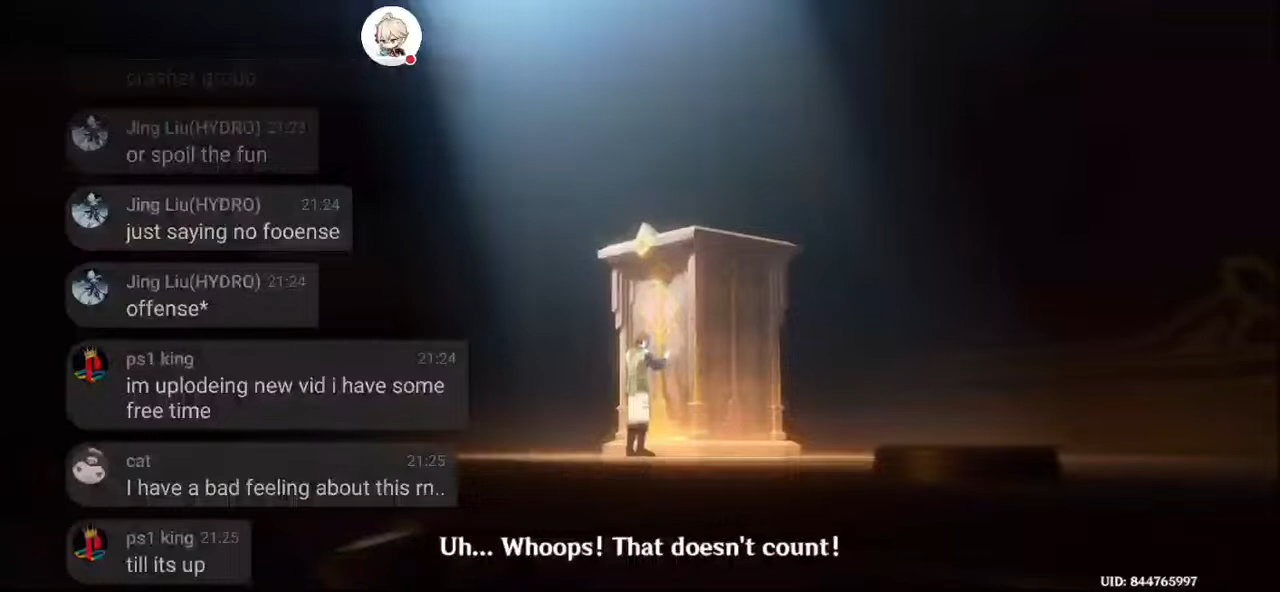 crasher group
Jing Liu(HYDRO) 21:23
or spoil the fun
Jing Liu(HYDRO) 21:24
just saying no fooense
Jing Liu(HYDRO) 21:24
offense*
ps1 king 21:24
im uplodeing new vid i have some
free time
cat 21:25
I have a bad feeling about this rn..
ps1 king 21:25
till its up
Uh... Whoops! That doesn't count!
UID: 844765997